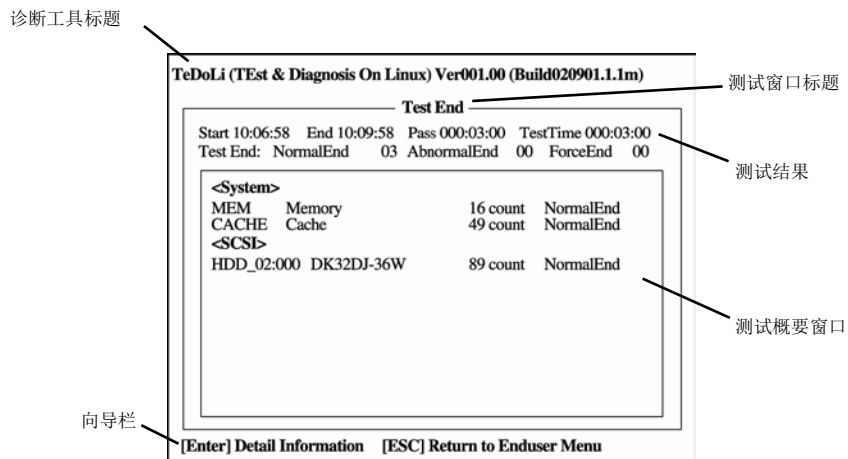 诊断工具标题
TeDoLi (TEst & Diagnosis On Linux) Ver001.00 (Build020901.1.1m)
测试窗口标题
Test End
Start 10:06:58 End 10:09:58 Pass 000:03:00 TestTime 000:03:00
Test End: NormalEnd 03 AbnormalEnd 00 ForceEnd 00
测试结果
<System>
MEM Memory 16 count NormalEnd
CACHE Cache 49 count NormalEnd
<SCSI>
HDD_02:000 DK32DJ-36W 89 count NormalEnd
测试概要窗口
向导栏
[Enter] Detail Information [ESC] Return to Enduser Menu